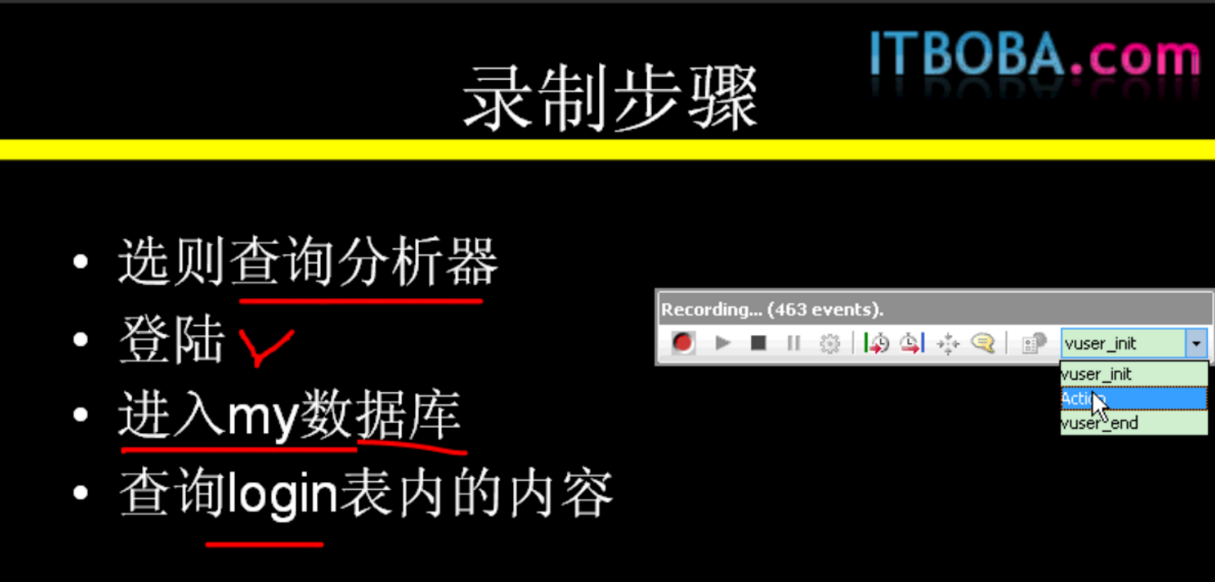 ITBOBA.com
录制步骤
• 选则查询分析器
• 登陆
• 进入my数据库
• 查询login表内的内容
Recording... (463 events).
vuser_init
vuser_init
Action
vuser_end